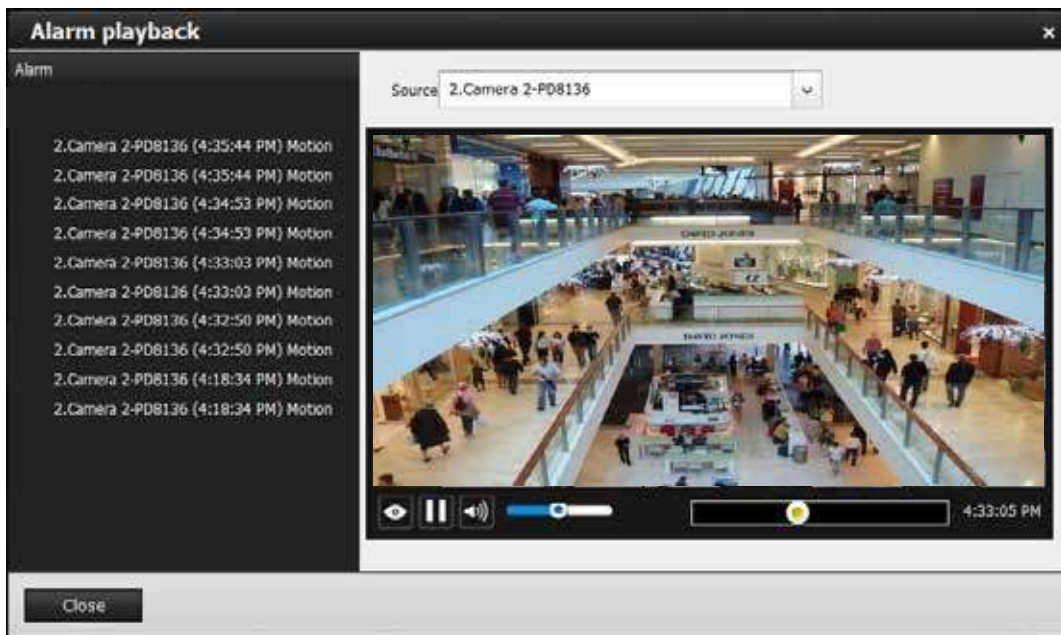 Alarm playback
Alarm
Source 2.Camera 2-PD8136
2.Camera 2-PD8136 (4:35:44 PM) Motion
2.Camera 2-PD8136 (4:35:44 PM) Motion
2.Camera 2-PD8136 (4:34:53 PM) Motion
2.Camera 2-PD8136 (4:34:53 PM) Motion
2.Camera 2-PD8136 (4:33:03 PM) Motion
2.Camera 2-PD8136 (4:33:03 PM) Motion
2.Camera 2-PD8136 (4:32:50 PM) Motion
2.Camera 2-PD8136 (4:32:50 PM) Motion
2.Camera 2-PD8136 (4:18:34 PM) Motion
2.Camera 2-PD8136 (4:18:34 PM) Motion
DAVID JONES
DAVID JONES
4:33:05 PM
Close